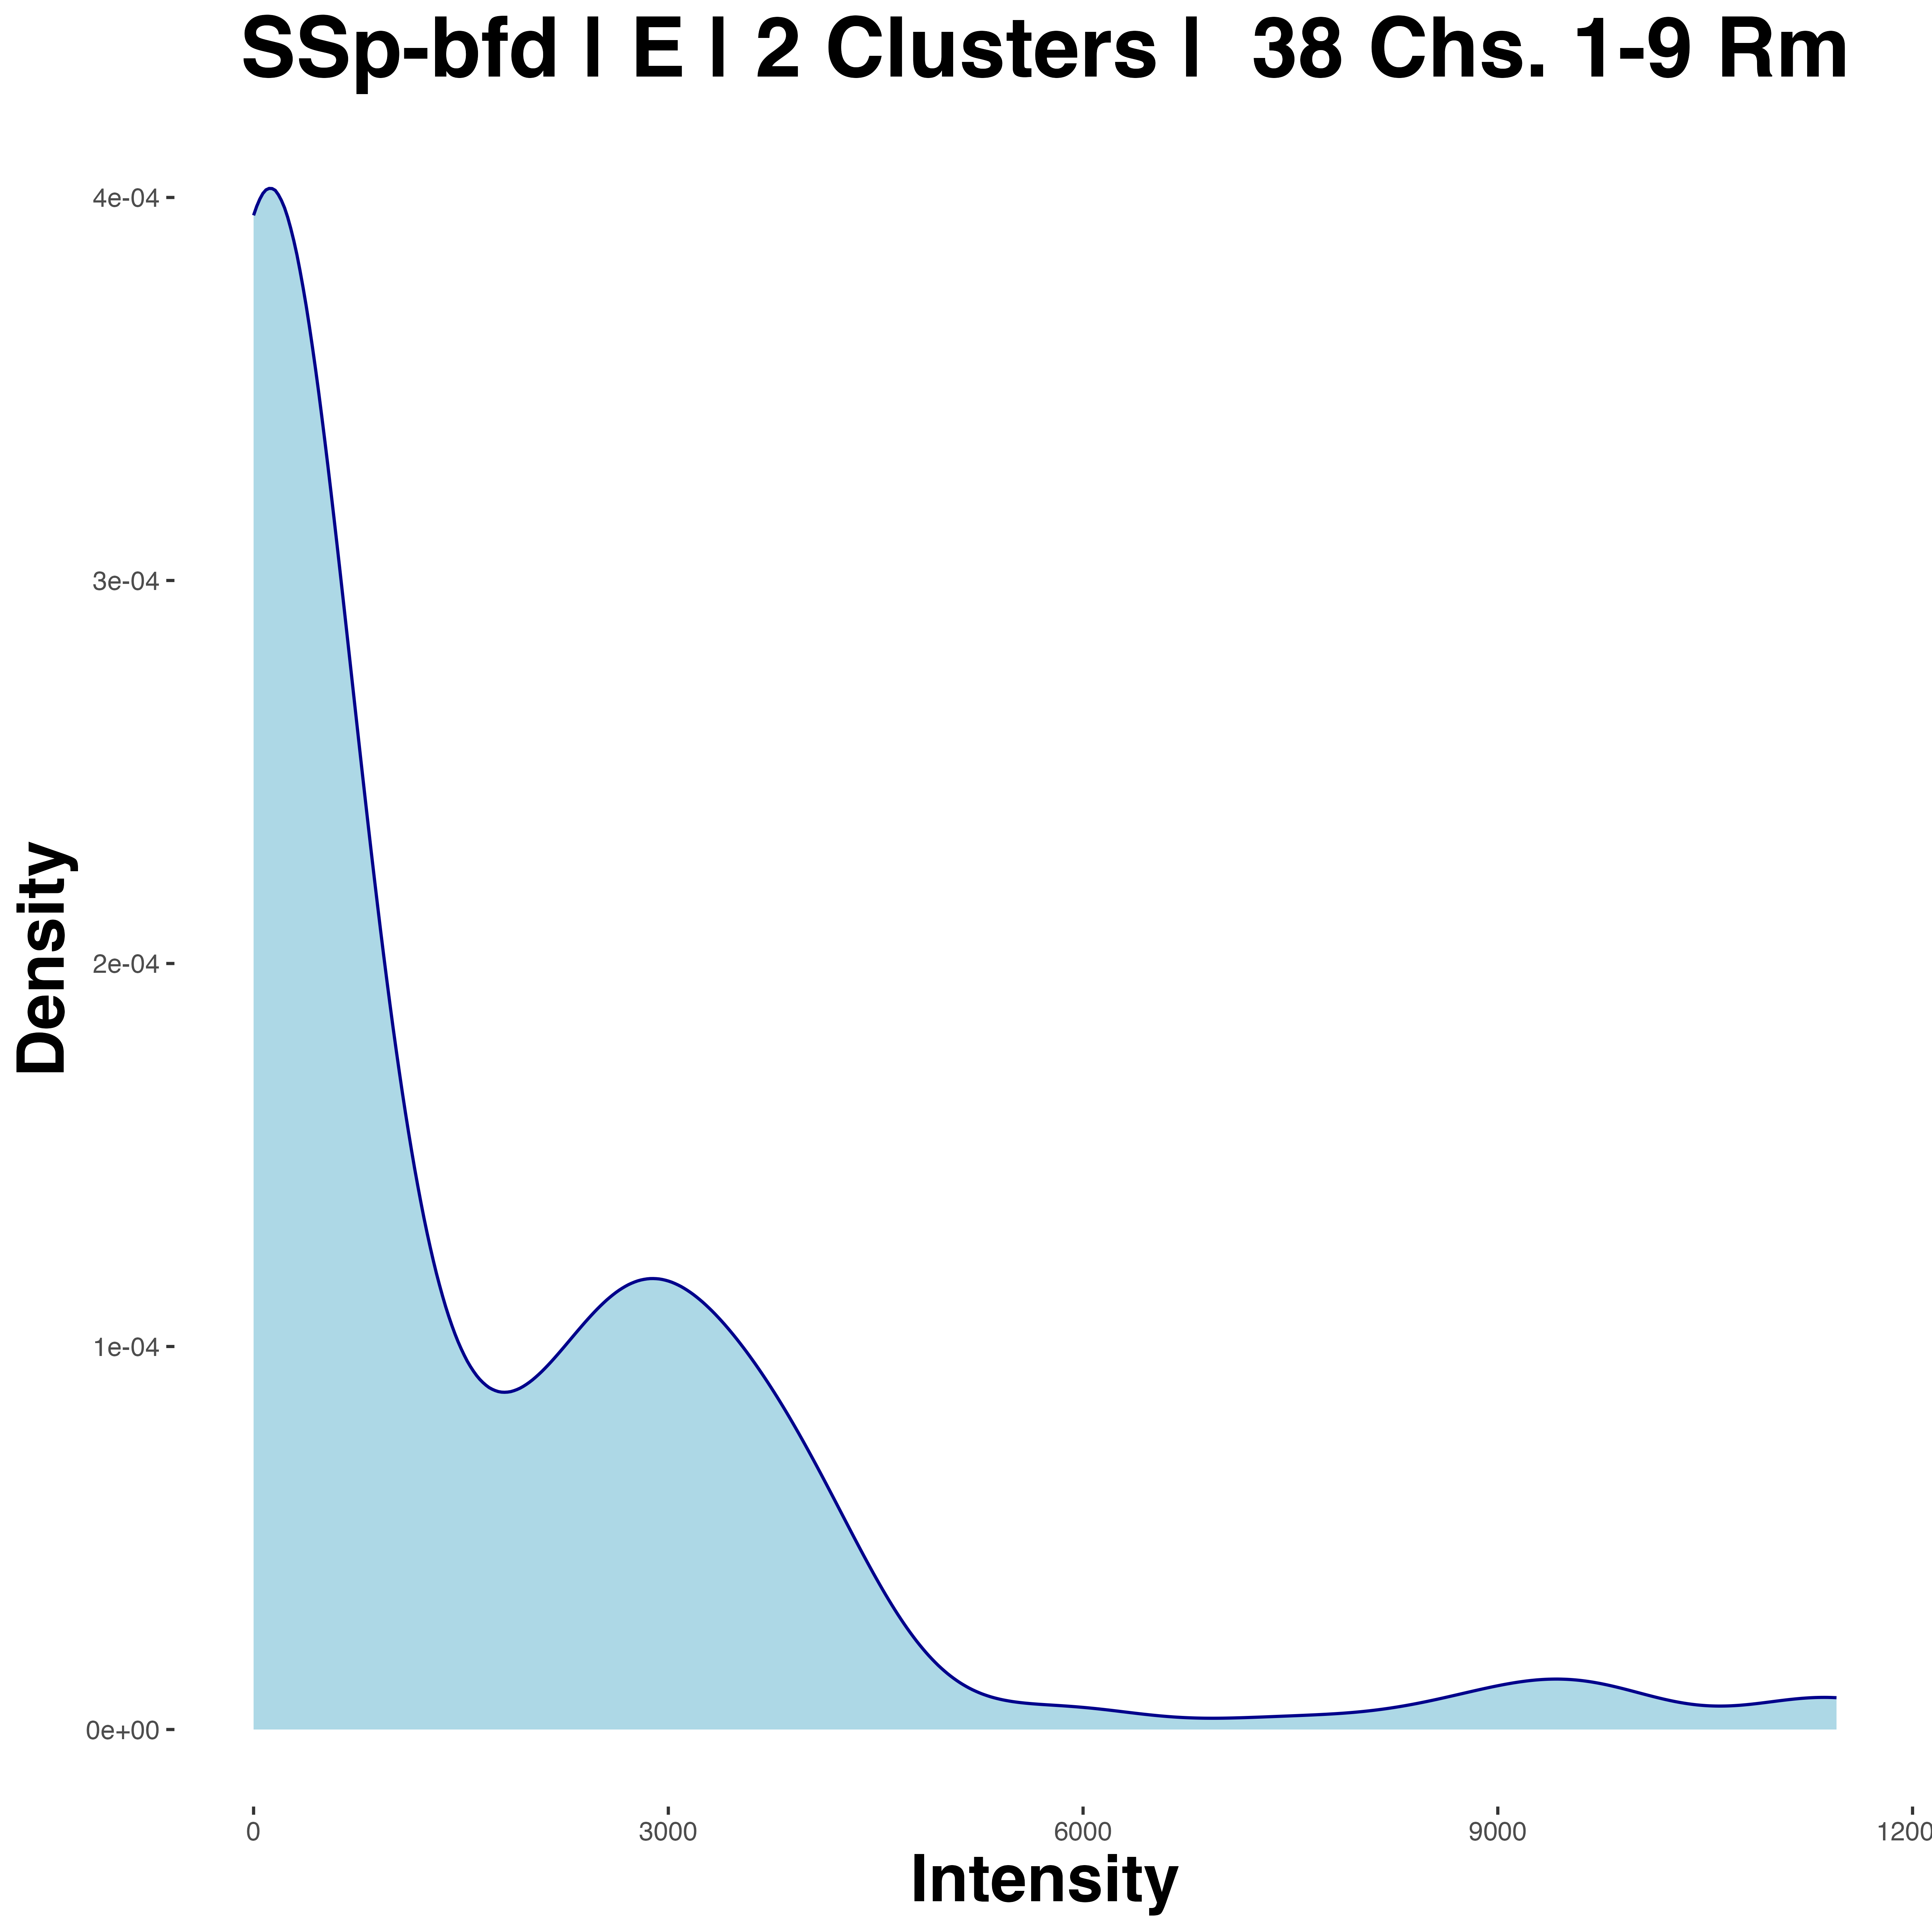 SSp-bfd | E | 2 Clusters |  38 Chs. 1-9 Rm
4e-04
3e-04
2e-04
1e-04
0e+00
Density
0 3000 6000 9000 1200
Intensity